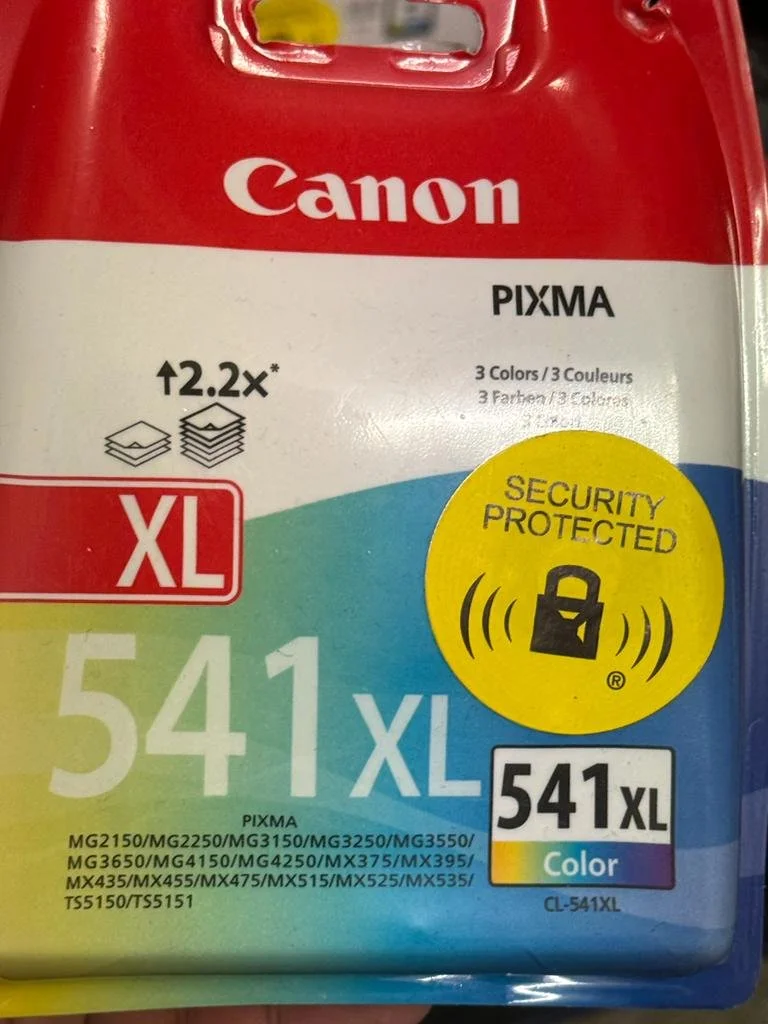 Canon
PIXMA
↑2.2x*
3 Colors / 3 Couleurs
3 Farben / 3 Colores
XL
SECURITY
PROTECTED
®
541XL
PIXMA
MG2150/MG2250/MG3150/MG3250/MG3550/
MG3650/MG4150/MG4250/MX375/MX395/
MX435/MX455/MX475/MX515/MX525/MX535/
TS5150/TS5151
541XL
Color
CL-541XL